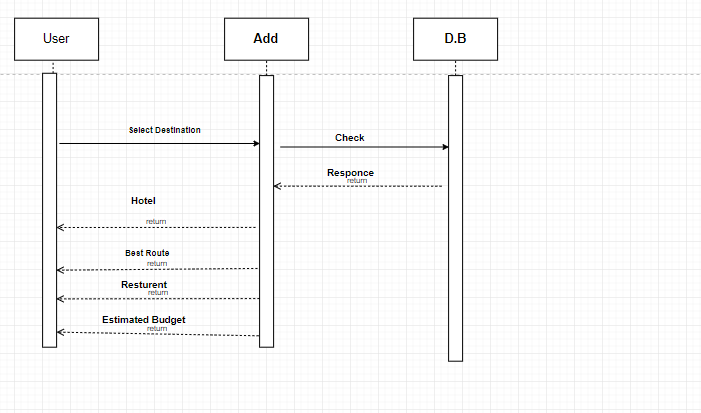 User
Add
D.B
Select Destination
Check
Responce
return
Hotel
return
Best Route
return
Resturent
return
Estimated Budget
return